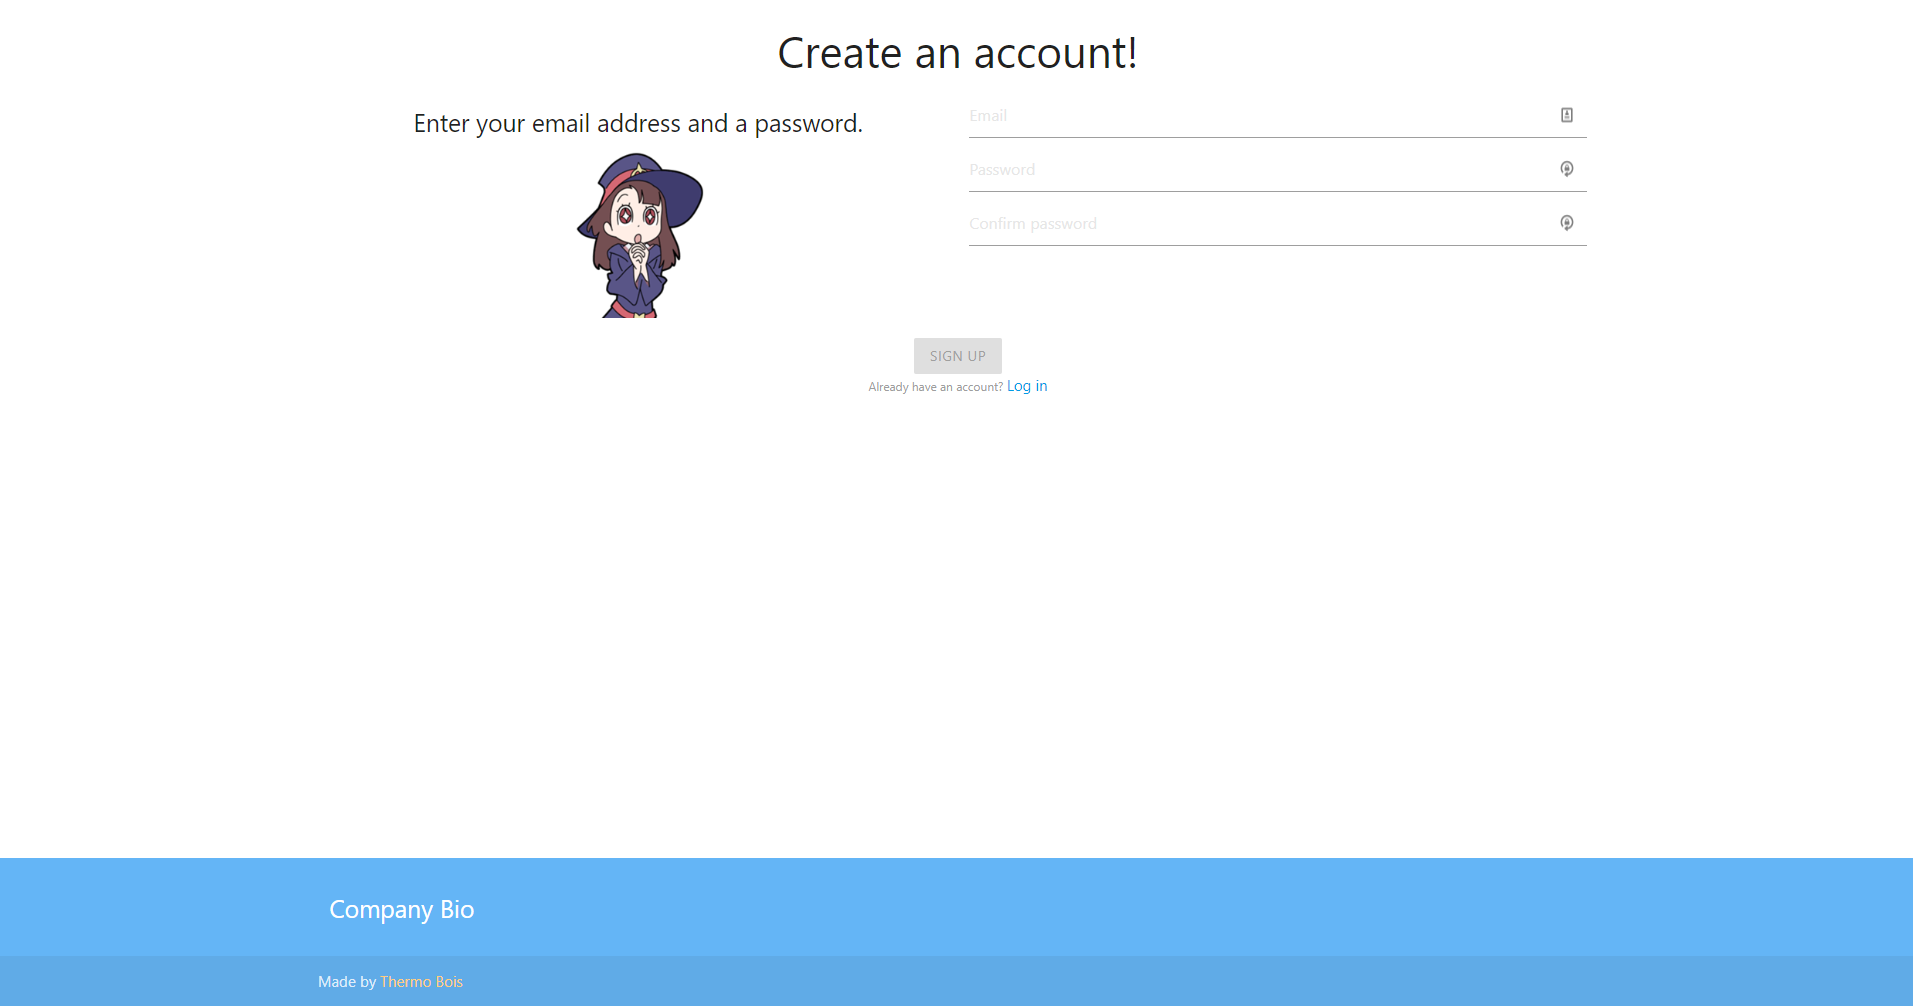 Create an account!
Enter your email address and a password.
Email
Password
Confirm password
SIGN UP
Already have an account? Log in
Company Bio
Made by Thermo Bois